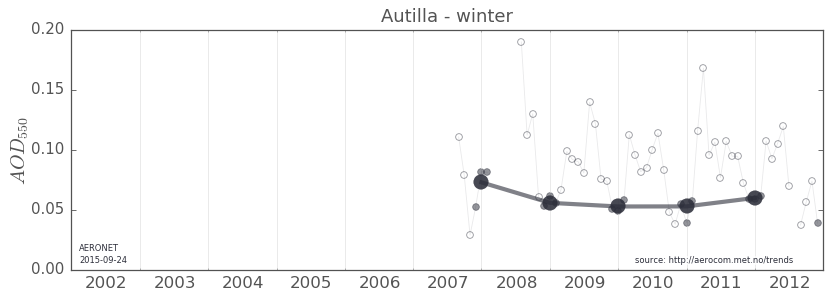 Autilla - winter
0.20
0.15
0.10
0.05
0.00
AOD550
AERONET
2015-09-24
source: http://aerocom.met.no/trends
2002 2003 2004 2005 2006 2007 2008 2009 2010 2011 2012